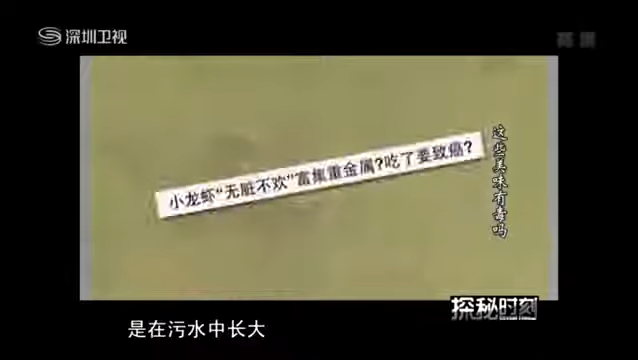 深圳卫视
高清
小龙虾“无脏不欢”富集重金属?吃了要致癌?
这些美味有毒吗
探秘时刻
是在污水中长大